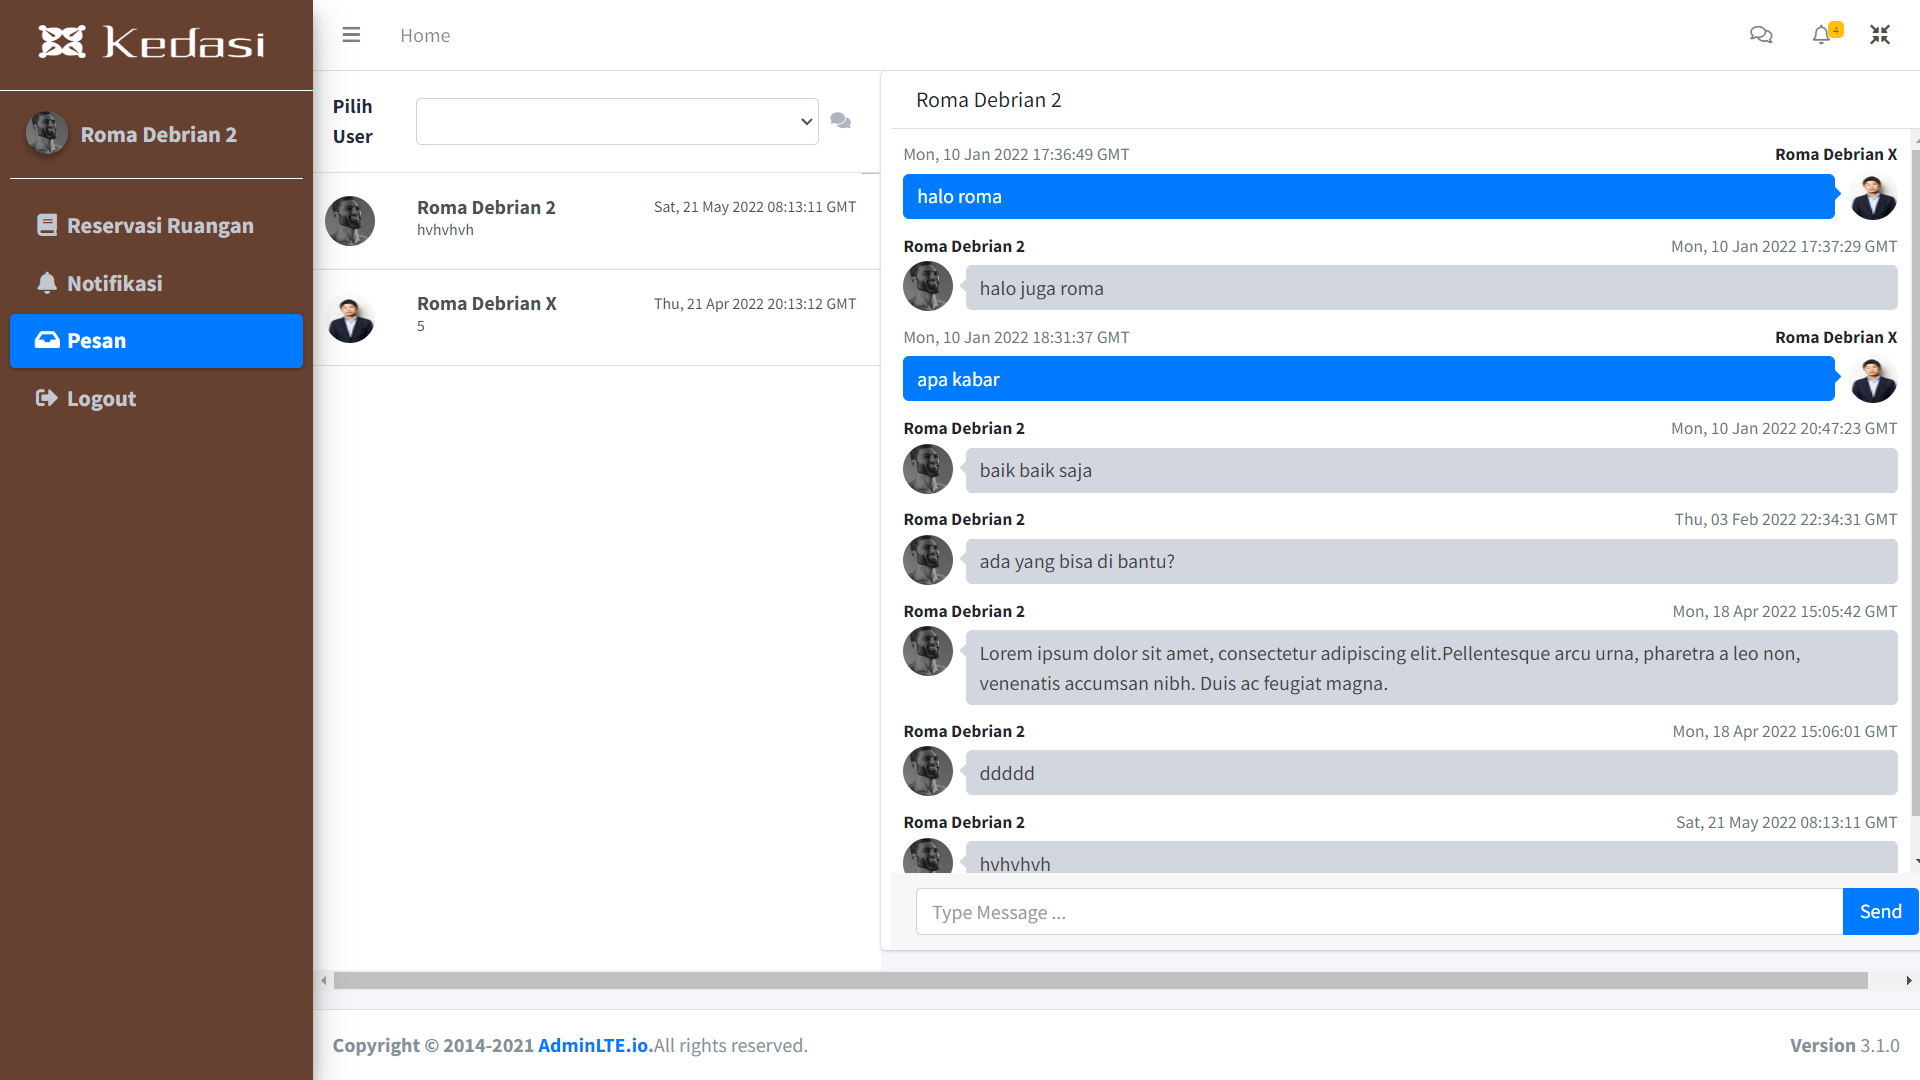 Kedasi
Roma Debrian 2
Reservasi Ruangan
Notifikasi
Pesan
Logout
Home
4
Pilih
User
Roma Debrian 2
Sat, 21 May 2022 08:13:11 GMT
hvhvhvh
Roma Debrian X
Thu, 21 Apr 2022 20:13:12 GMT
5
Roma Debrian 2
Mon, 10 Jan 2022 17:36:49 GMT
Roma Debrian X
halo roma
Roma Debrian 2
Mon, 10 Jan 2022 17:37:29 GMT
halo juga roma
Mon, 10 Jan 2022 18:31:37 GMT
Roma Debrian X
apa kabar
Roma Debrian 2
Mon, 10 Jan 2022 20:47:23 GMT
baik baik saja
Roma Debrian 2
Thu, 03 Feb 2022 22:34:31 GMT
ada yang bisa di bantu?
Roma Debrian 2
Mon, 18 Apr 2022 15:05:42 GMT
Lorem ipsum dolor sit amet, consectetur adipiscing elit.Pellentesque arcu urna, pharetra a leo non,
venenatis accumsan nibh. Duis ac feugiat magna.
Roma Debrian 2
Mon, 18 Apr 2022 15:06:01 GMT
ddddd
Roma Debrian 2
Sat, 21 May 2022 08:13:11 GMT
hvhvhvh
Type Message ...
Send
Copyright © 2014-2021 AdminLTE.io.All rights reserved.
Version 3.1.0